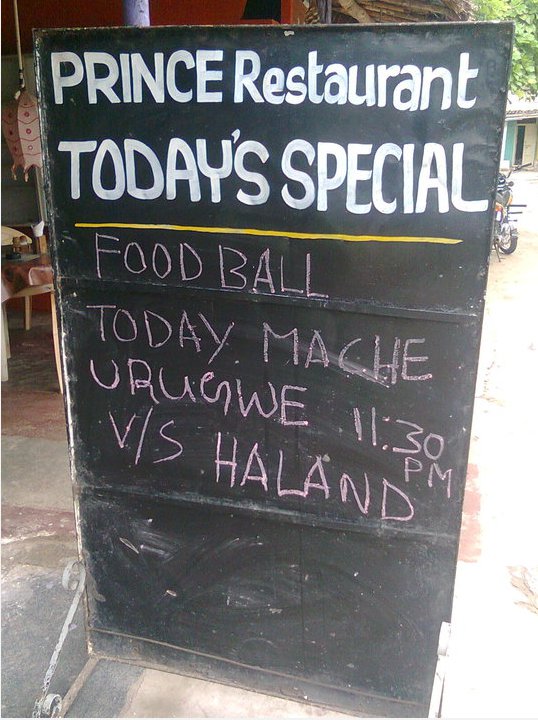 PRINCE Restaurant
TODAY'S SPECIAL
FOOD BALL
TODAY MACHE
URUGWE 11:30 PM
V/S HALAND